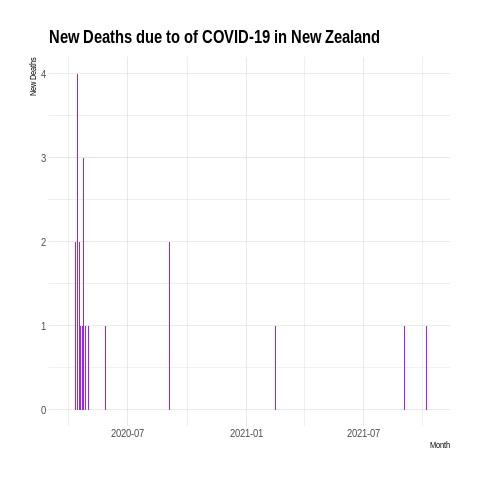 New Deaths due to of COVID-19 in New Zealand
New Deaths
4
3
2
1
0
2020-07
2021-01
2021-07
Month